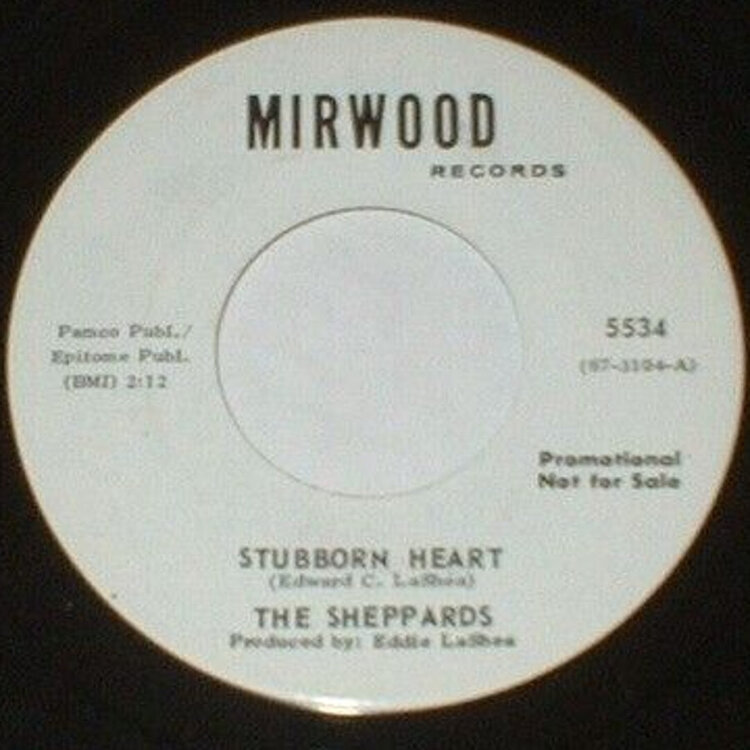 MIRWOOD
RECORDS
Pamco Publ./
Epitome Publ.
(BMI) 2:12
5534
(67-3104-A)
Promotional
Not for Sale
STUBBORN HEART
(Edward C. LaShea)
THE SHEPPARDS
Produced by: Eddie LaShea